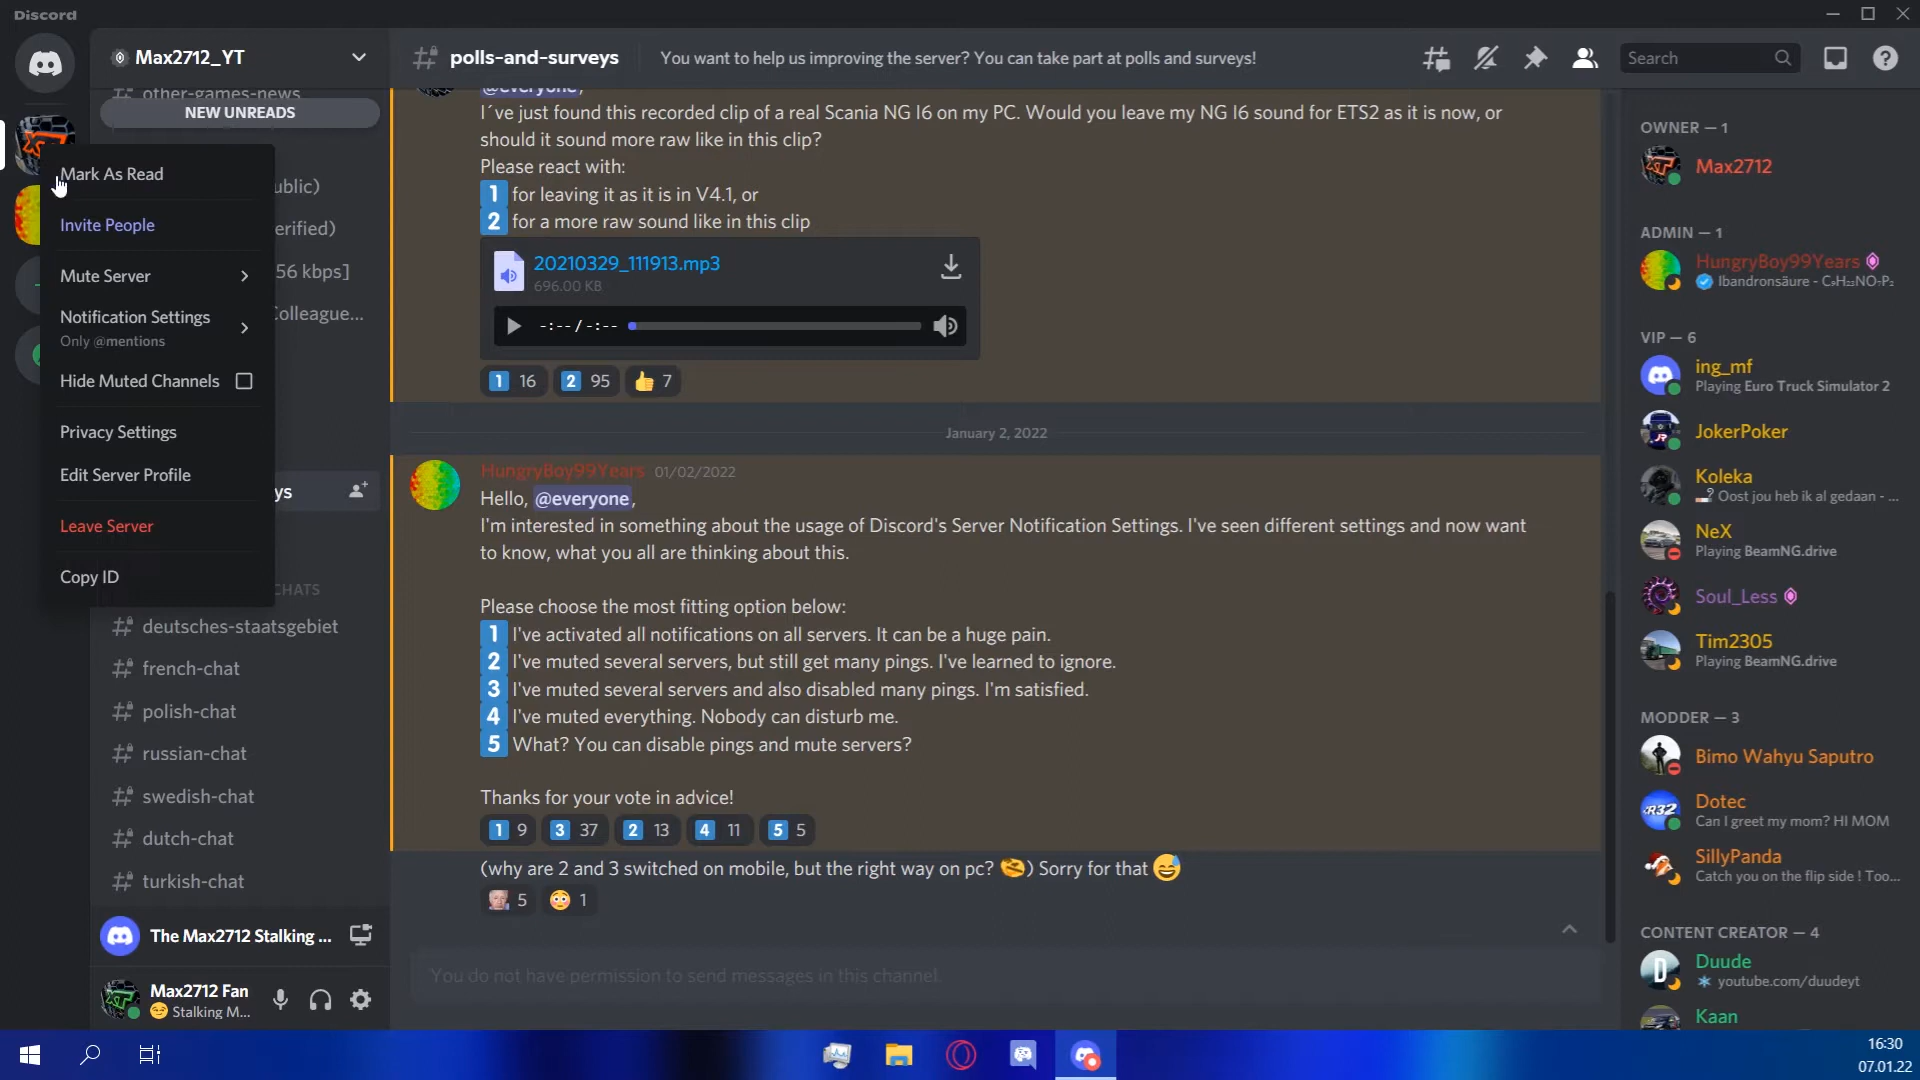 Discord
Max2712_YT
polls-and-surveys
You want to help us improving the server? You can take part at polls and surveys!
Search
other-games-news
NEW UNREADS
Mark As Read
Invite People
Mute Server
Notification Settings
Only @mentions
Hide Muted Channels
Privacy Settings
Edit Server Profile
Leave Server
Copy ID
ublic)
erified)
56 kbps]
olleague...
ys
HATS
deutsches-staatsgebiet
french-chat
polish-chat
russian-chat
swedish-chat
dutch-chat
turkish-chat
The Max2712 Stalking ...
Max2712 Fan
Stalking M...
@everyone,
I´ve just found this recorded clip of a real Scania NG I6 on my PC. Would you leave my NG I6 sound for ETS2 as it is now, or
should it sound more raw like in this clip?
Please react with:
1 for leaving it as it is in V4.1, or
2 for a more raw sound like in this clip
20210329_111913.mp3
696.00 KB
-:-- / -:--
1 16 2 95 7
January 2, 2022
HungryBoy99Years 01/02/2022
Hello, @everyone,
I'm interested in something about the usage of Discord's Server Notification Settings. I've seen different settings and now want
to know, what you all are thinking about this.
Please choose the most fitting option below:
1 I've activated all notifications on all servers. It can be a huge pain.
2 I've muted several servers, but still get many pings. I've learned to ignore.
3 I've muted several servers and also disabled many pings. I'm satisfied.
4 I've muted everything. Nobody can disturb me.
5 What? You can disable pings and mute servers?
Thanks for your vote in advice!
1 9 3 37 2 13 4 11 5 5
(why are 2 and 3 switched on mobile, but the right way on pc? ) Sorry for that
5 1
You do not have permission to send messages in this channel.
OWNER — 1
Max2712
ADMIN — 1
HungryBoy99Years
Ibandronsäure - C₉H₂₃NO₇P₂
VIP — 6
ing_mf
Playing Euro Truck Simulator 2
JokerPoker
Koleka
Oost jou heb ik al gedaan - ...
NeX
Playing BeamNG.drive
Soul_Less
Tim2305
Playing BeamNG.drive
MODDER — 3
Bimo Wahyu Saputro
Dotec
Can I greet my mom? HI MOM
SillyPanda
Catch you on the flip side ! Too...
CONTENT CREATOR — 4
Duude
youtube.com/duudeyt
Kaan
16:30
07.01.22